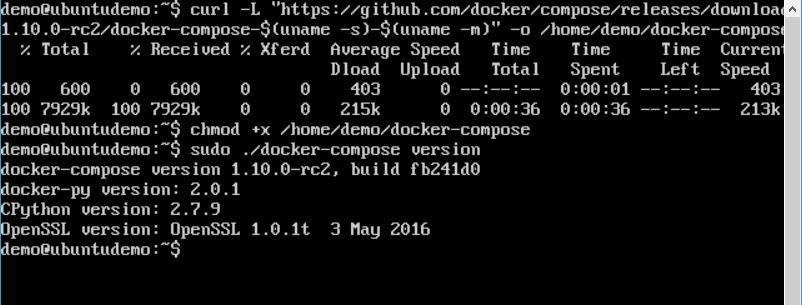 demo@ubuntudemo:~$ curl -L "https://github.com/docker/compose/releases/download
1.10.0-rc2/docker-compose-$(uname -s)-$(uname -m)" -o /home/demo/docker-compose
% Total % Received % Xferd Average Speed Time Time Time Current
Dload Upload Total Spent Left Speed
100 600 0 600 0 0 403 0 --:--:-- 0:00:01 --:--:-- 403
100 7929k 100 7929k 0 0 215k 0 0:00:36 0:00:36 --:--:-- 213k
demo@ubuntudemo:~$ chmod +x /home/demo/docker-compose
demo@ubuntudemo:~$ sudo ./docker-compose version
docker-compose version 1.10.0-rc2, build fb241d0
docker-py version: 2.0.1
CPython version: 2.7.9
OpenSSL version: OpenSSL 1.0.1t 3 May 2016
demo@ubuntudemo:~$